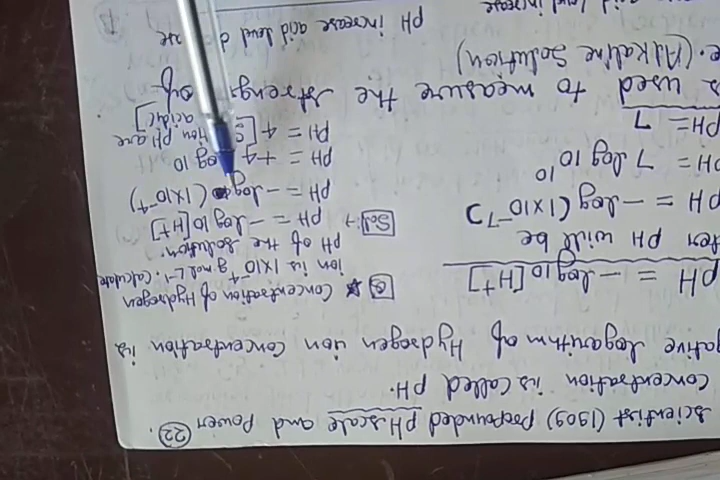 22
scientist (1909) propounded pH scale and Power
concentration is called pH.
gative logarithm of Hydrogen ion concentration is
pH = -log10 [H+]
pH will be
pH = -log (1×10⁻⁷)
pH = 7 log 10 10
pH = 7
Q Concentration of Hydrogen
ion is 1×10⁻⁴ g mol L⁻¹. Calculate
pH of the solution.
Sol:→ pH = -log10 [H+]
pH = -log (1×10⁻⁴)
pH = +4 log 10
pH = 4 pH are
acidic]
s used to measure the of
e. (Alkaline Solution)
pH increase acid level